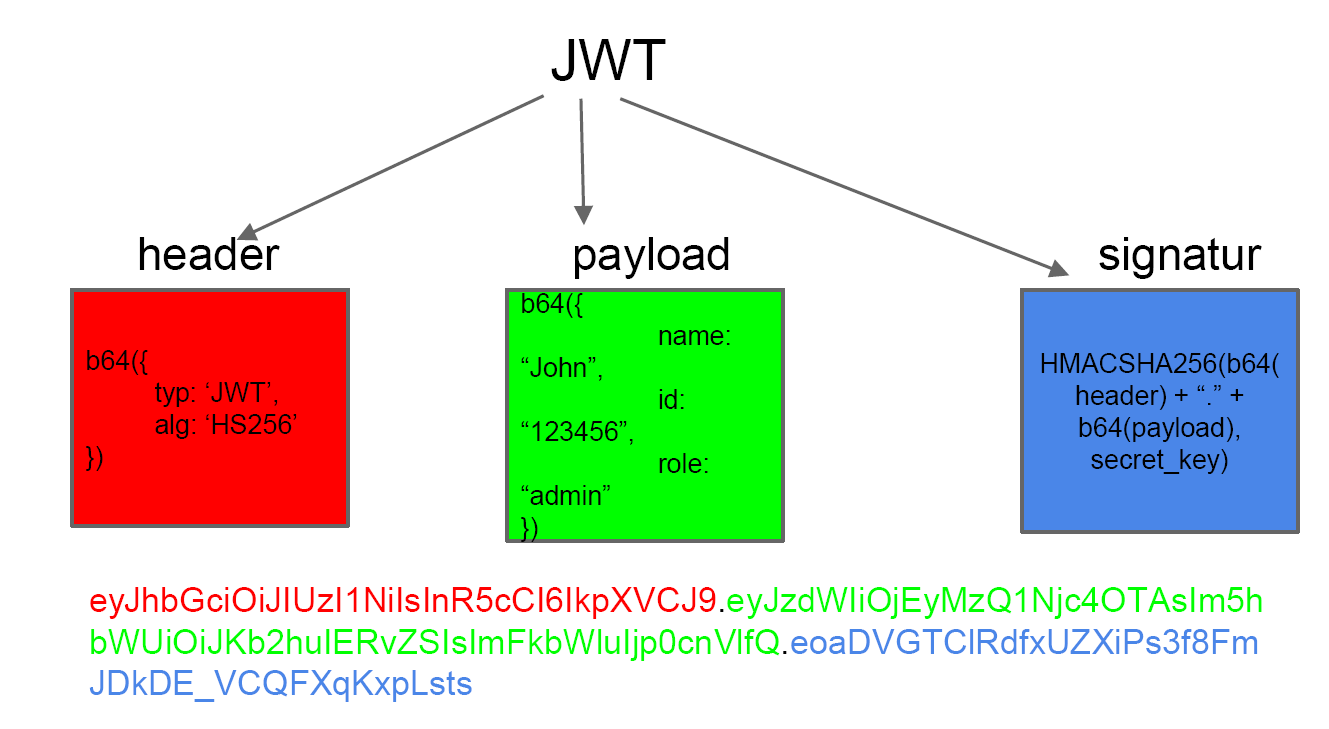 JWT
header
payload
signatur
b64({
typ: ‘JWT’,
alg: ‘HS256’
})
b64({
name:
“John”,
id:
“123456”,
role:
“admin”
})
HMACSHA256(b64(
header) + “.” +
b64(payload),
secret_key)
eyJhbGciOiJIUzI1NiIsInR5cCI6IkpXVCJ9.eyJzdWIiOjEyMzQ1Njc4OTAsIm5h
bWUiOiJKb2huIERvZSIsImFkbWluIjp0cnVlfQ.eoaDVGTClRdfxUZXiPs3f8Fm
JDkDE_VCQFXqKxpLsts